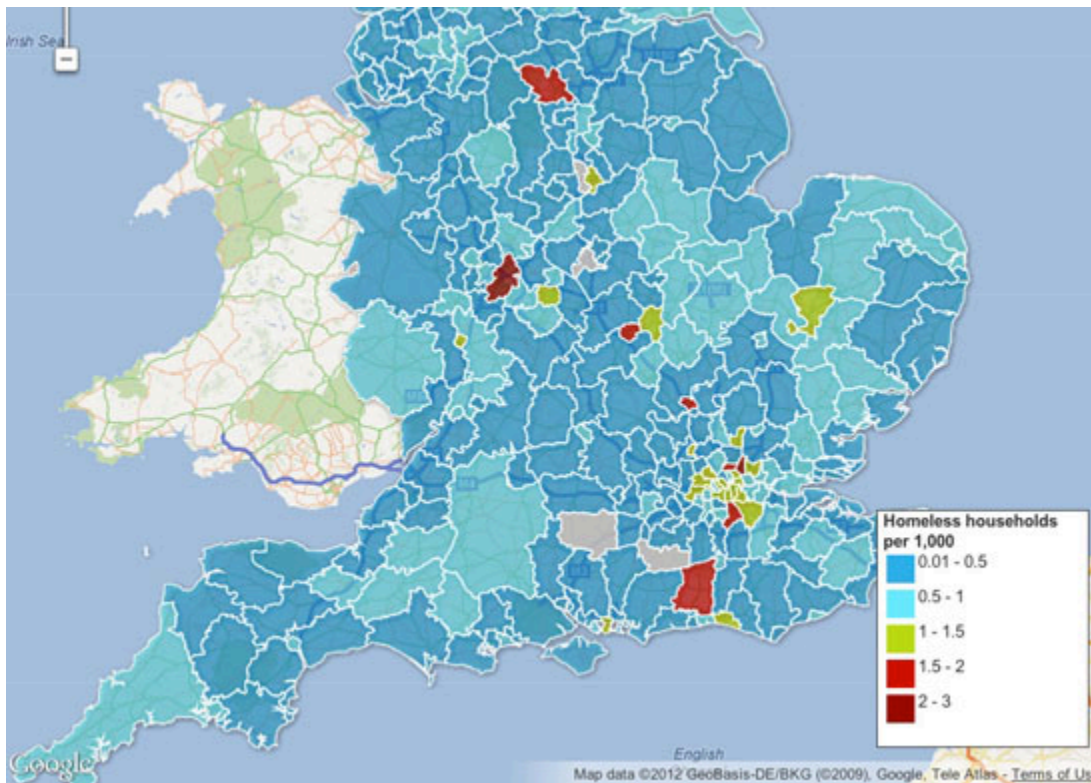 Irish Sea
Homeless households
per 1,000
0.01 - 0.5
0.5 - 1
1 - 1.5
1.5 - 2
2 - 3
Google
English
Map data ©2012 GeoBasis-DE/BKG (©2009), Google, Tele Atlas - Terms of Us